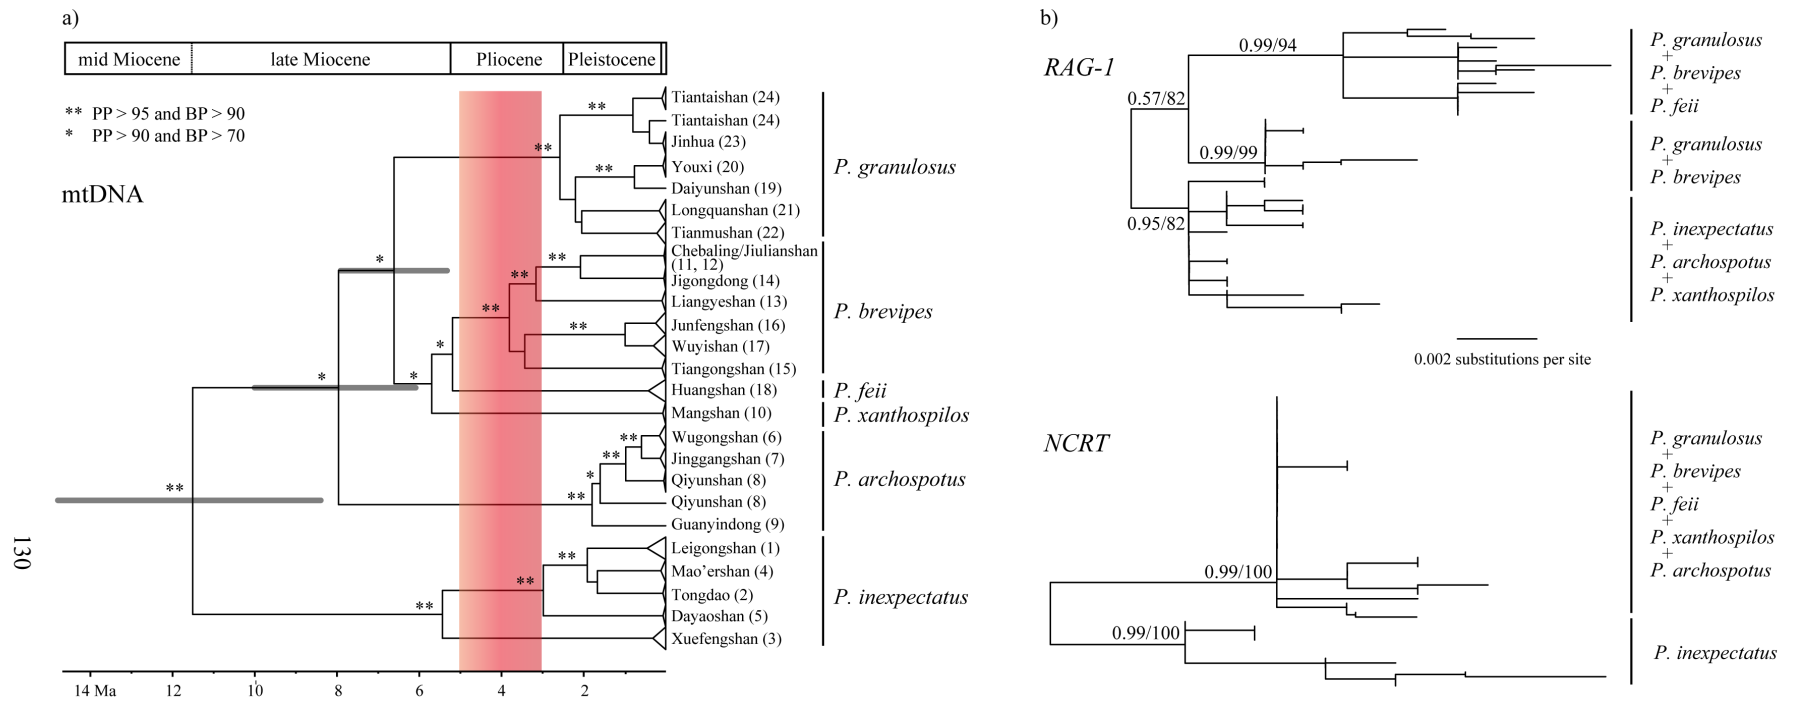 a)
mid Miocene
late Miocene
Pliocene
Pleistocene
** PP > 95 and BP > 90
* PP > 90 and BP > 70
mtDNA
**
**
**
*
**
**
**
**
*
*
*
**
**
*
**
**
**
**
**
Tiantaishan (24)
Tiantaishan (24)
Jinhua (23)
Youxi (20)
Daiyunshan (19)
Longquanshan (21)
Tianmushan (22)
Chebaling/Jiulianshan
(11, 12)
Jigongdong (14)
Liangyeshan (13)
Junfengshan (16)
Wuyishan (17)
Tiangongshan (15)
Huangshan (18)
Mangshan (10)
Wugongshan (6)
Jinggangshan (7)
Qiyunshan (8)
Qiyunshan (8)
Guanyindong (9)
Leigongshan (1)
Mao’ershan (4)
Tongdao (2)
Dayaoshan (5)
Xuefengshan (3)
P. granulosus
P. brevipes
P. feii
P. xanthospilos
P. archospotus
P. inexpectatus
14 Ma
12
10
8
6
4
2
130
b)
RAG-1
0.99/94
0.57/82
0.99/99
0.95/82
P. granulosus
+
P. brevipes
+
P. feii
P. granulosus
+
P. brevipes
P. inexpectatus
+
P. archospotus
+
P. xanthospilos
0.002 substitutions per site
NCRT
0.99/100
0.99/100
P. granulosus
+
P. brevipes
+
P. feii
+
P. xanthospilos
+
P. archospotus
P. inexpectatus